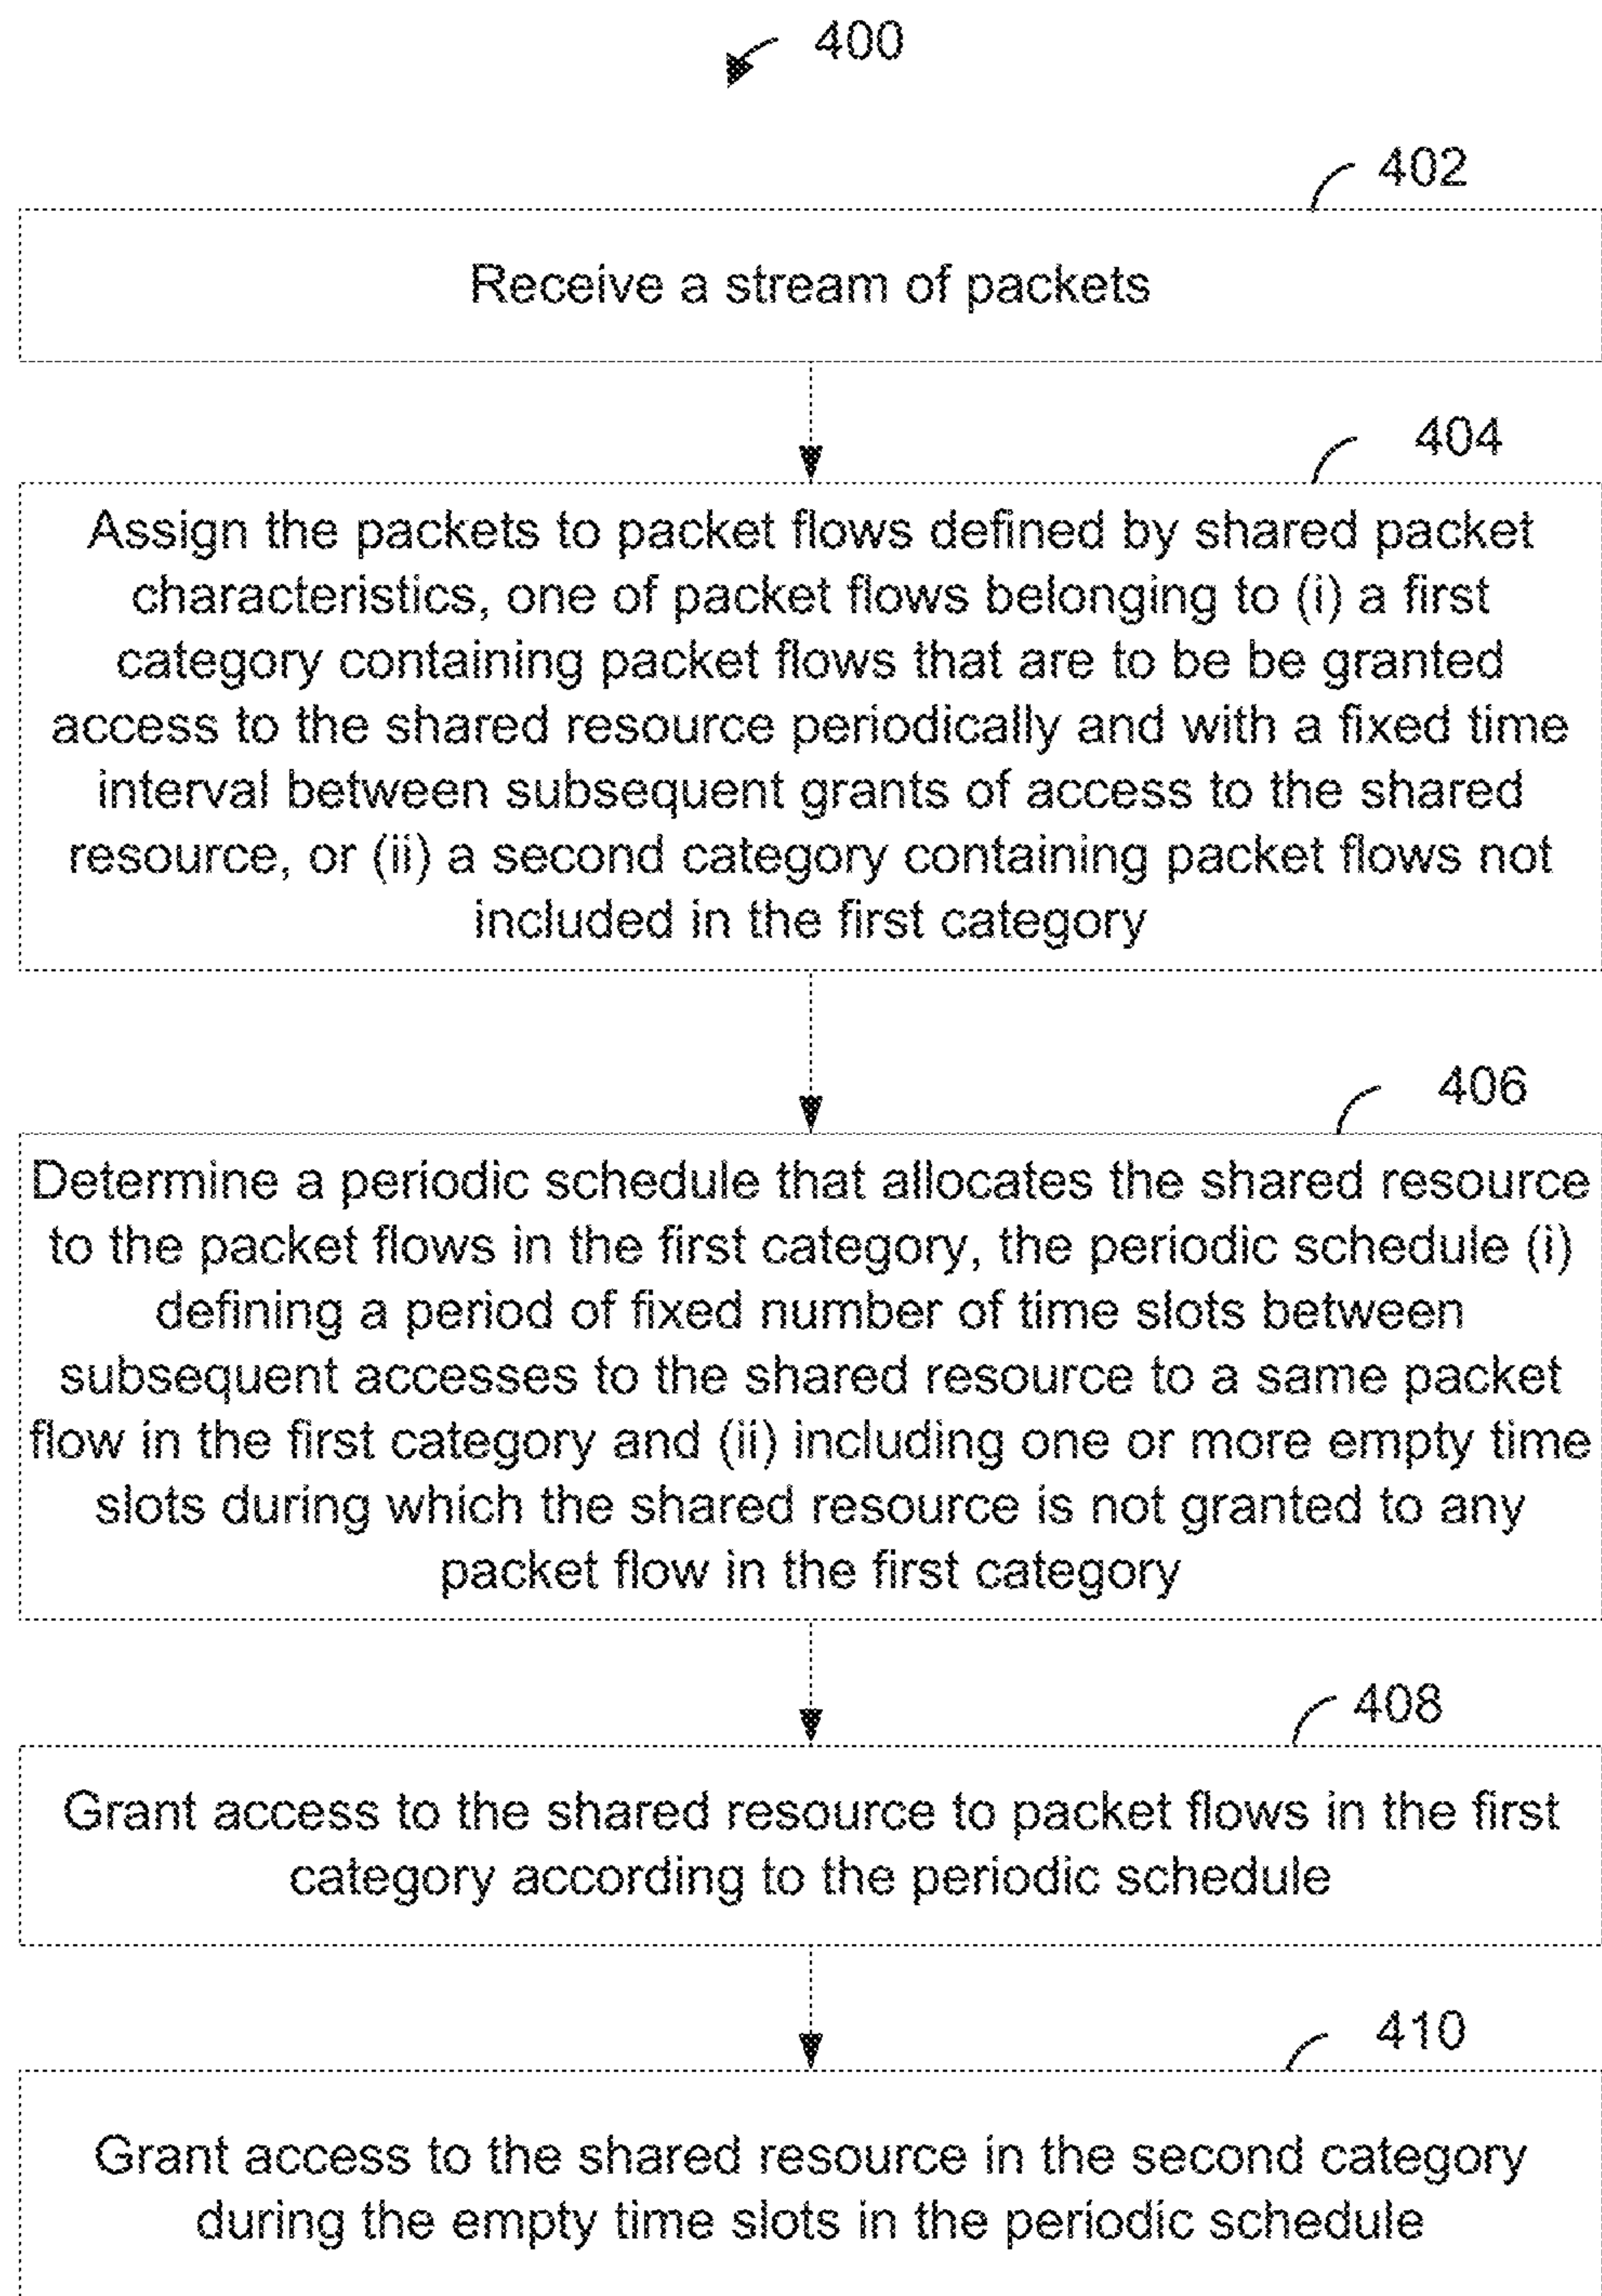 400
402
Receive a stream of packets
404
Assign the packets to packet flows defined by shared packet
characteristics, one of packet flows belonging to (i) a first
category containing packet flows that are to be be granted
access to the shared resource periodically and with a fixed time
interval between subsequent grants of access to the shared
resource, or (ii) a second category containing packet flows not
included in the first category
406
Determine a periodic schedule that allocates the shared resource
to the packet flows in the first category, the periodic schedule (i)
defining a period of fixed number of time slots between
subsequent accesses to the shared resource to a same packet
flow in the first category and (ii) including one or more empty time
slots during which the shared resource is not granted to any
packet flow in the first category
408
Grant access to the shared resource to packet flows in the first
category according to the periodic schedule
410
Grant access to the shared resource in the second category
during the empty time slots in the periodic schedule